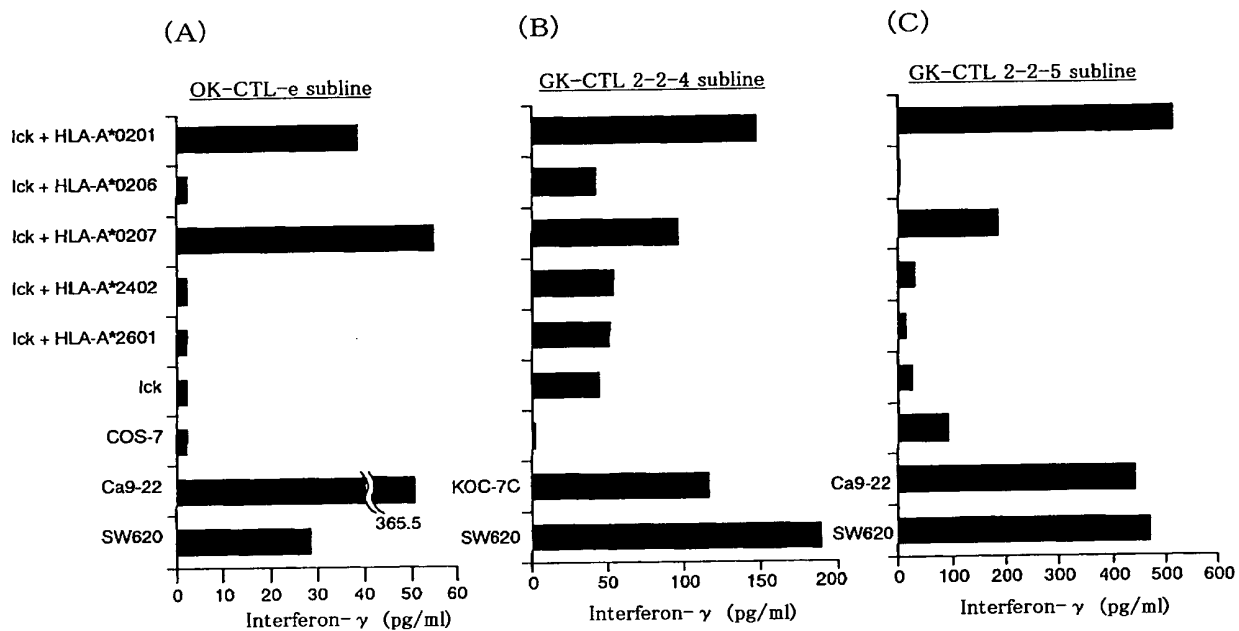 (A)
OK-CTL-e subline
lck + HLA-A*0201
lck + HLA-A*0206
lck + HLA-A*0207
lck + HLA-A*2402
lck + HLA-A*2601
lck
COS-7
Ca9-22
SW620
365.5
0 10 20 30 40 50 60
Interferon-γ (pg/ml)
(B)
GK-CTL 2-2-4 subline
KOC-7C
SW620
0 50 100 150 200
Interferon-γ (pg/ml)
(C)
GK-CTL 2-2-5 subline
Ca9-22
SW620
0 100 200 300 400 500 600
Interferon-γ (pg/ml)